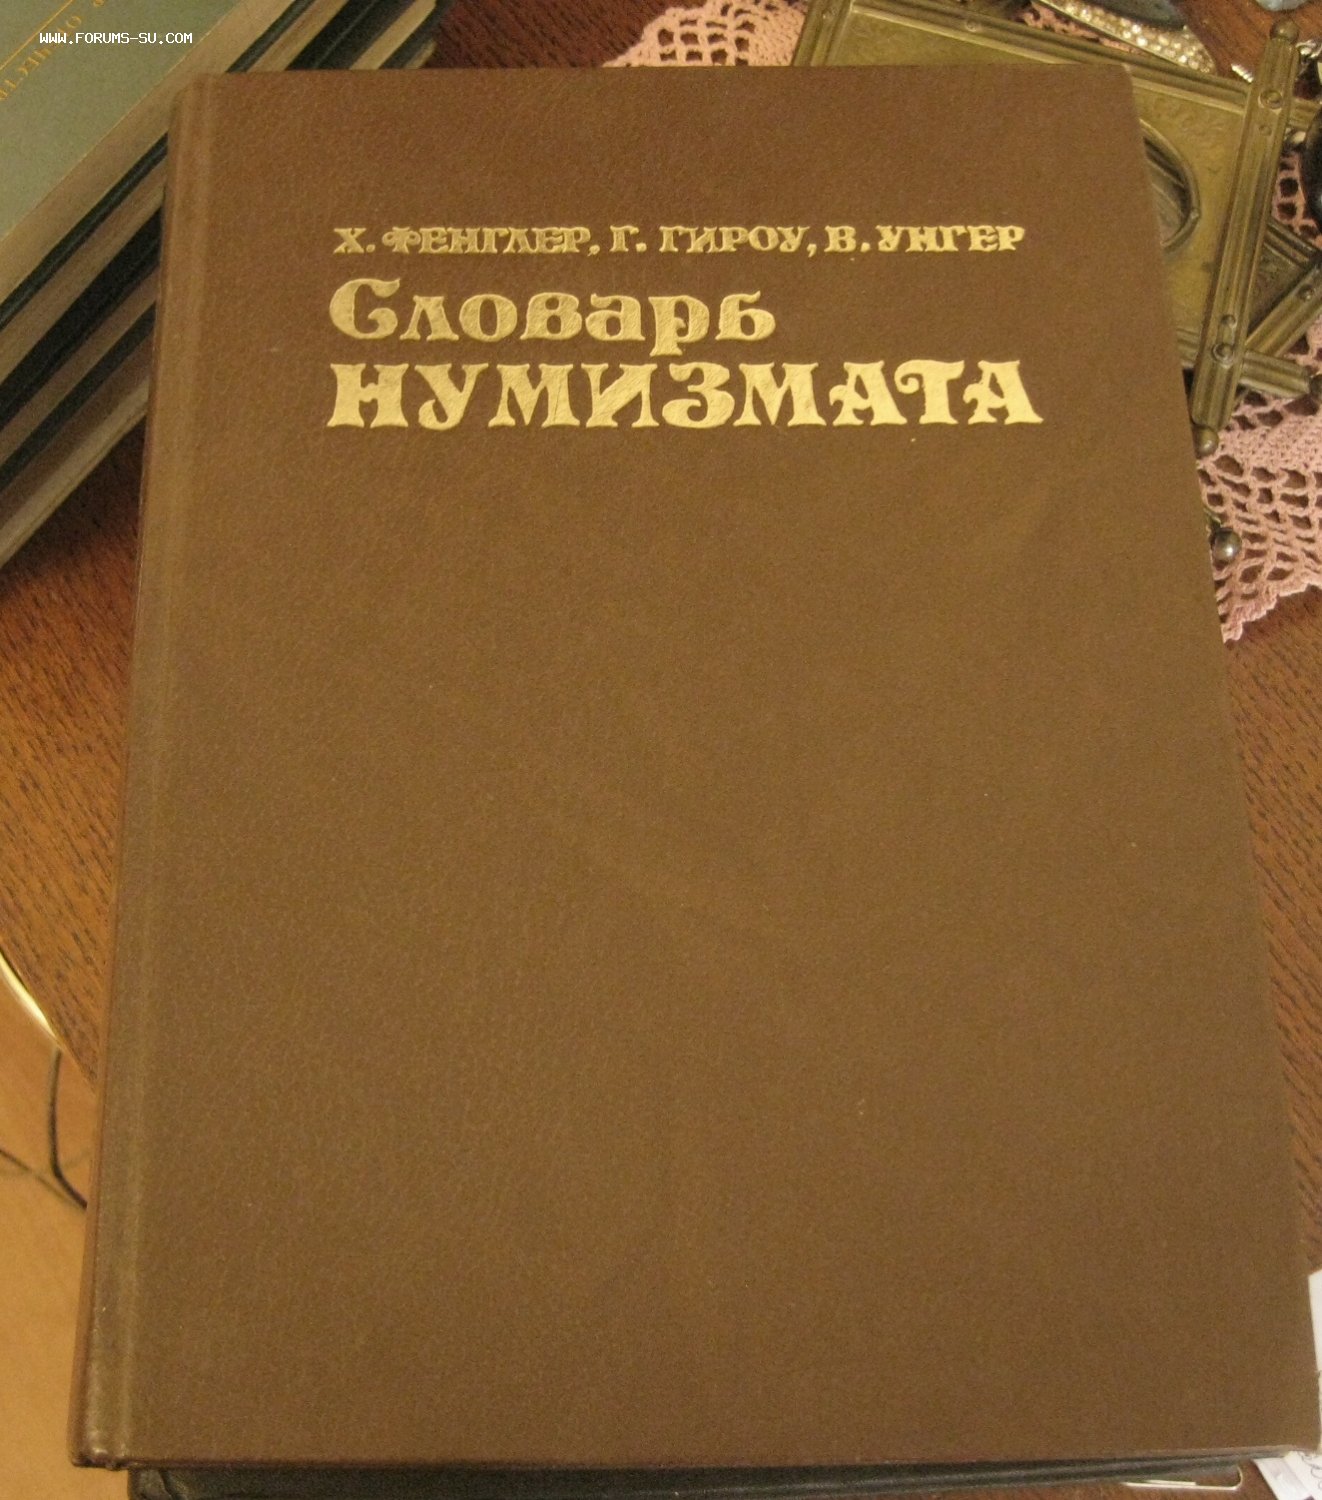 WWW.FORUMS-SU.COM
Х. ФЕНГЛЕР, Г. ГИРОУ, В. УНГЕР
Словарь
НУМИЗМАТА